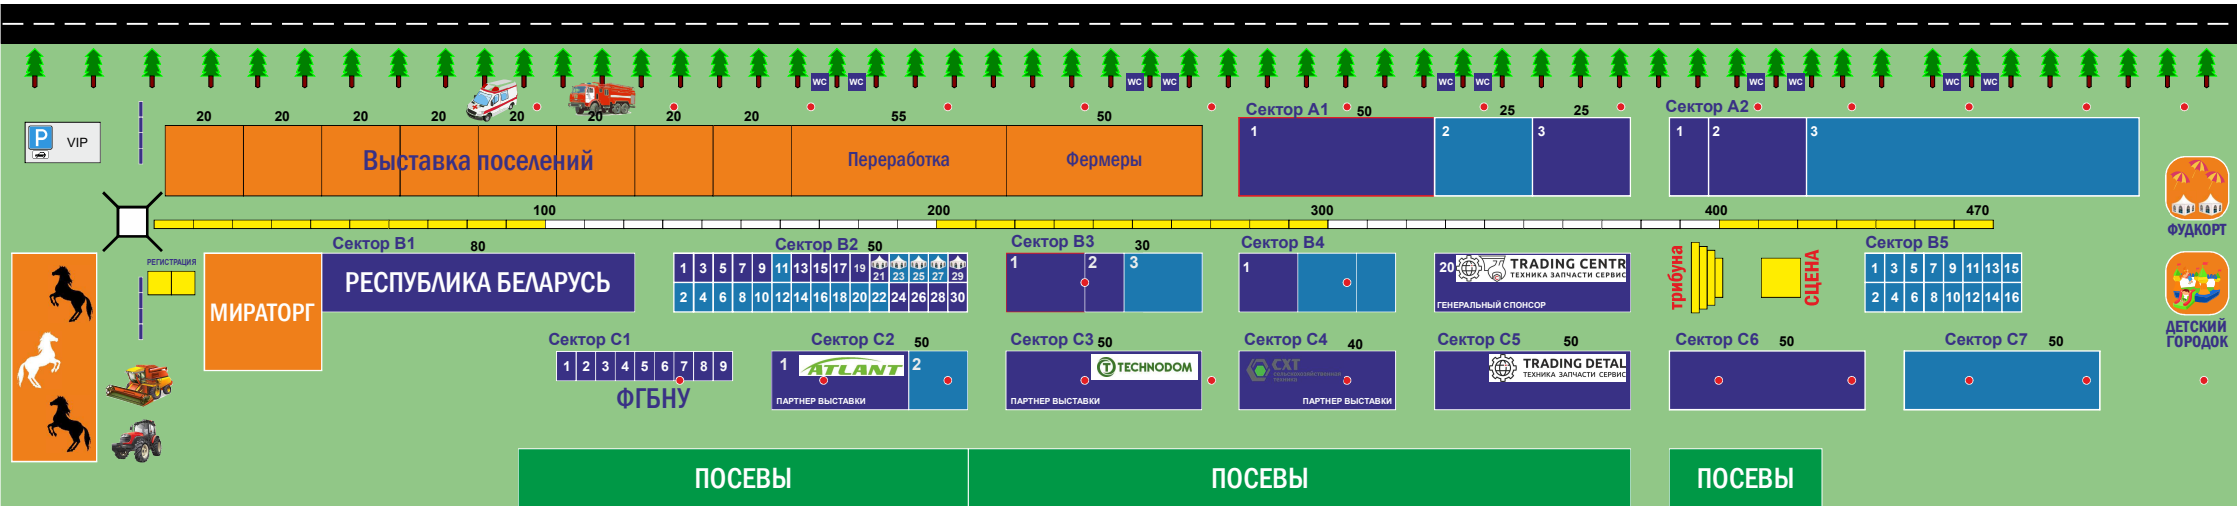 WC WC WC WC WC WC WC WC WC WC
P VIP
20 20 20 20 20 20 20 20 55 50
Выставка поселений
Переработка
Фермеры
Сектор А1 50 25 25
1 2 3
Сектор А2
1 2 3
100 200 300 400 470
ФУДКОРТ
РЕГИСТРАЦИЯ
МИРАТОРГ
Сектор В1 80
РЕСПУБЛИКА БЕЛАРУСЬ
Сектор В2 50
1 3 5 7 9 11 13 15 17 19 21 23 25 27 29
2 4 6 8 10 12 14 16 18 20 22 24 26 28 30
Сектор В3 30
1 2 3
Сектор В4
1
20 TRADING CENTR
ТЕХНИКА ЗАПЧАСТИ СЕРВИС
ГЕНЕРАЛЬНЫЙ СПОНСОР
трибуна
СЦЕНА
Сектор В5
1 3 5 7 9 11 13 15
2 4 6 8 10 12 14 16
ДЕТСКИЙ
ГОРОДОК
Сектор С1
1 2 3 4 5 6 7 8 9
ФГБНУ
Сектор С2 50
1 ATLANT 2
ПАРТНЕР ВЫСТАВКИ
Сектор С3 50
TECHNODOM
ПАРТНЕР ВЫСТАВКИ
Сектор С4 40
СХТ
СЕЛЬСКОХОЗЯЙСТВЕННАЯ
ТЕХНИКА
ПАРТНЕР ВЫСТАВКИ
Сектор С5 50
TRADING DETAL
ТЕХНИКА ЗАПЧАСТИ СЕРВИС
Сектор С6 50
Сектор С7 50
ПОСЕВЫ ПОСЕВЫ ПОСЕВЫ